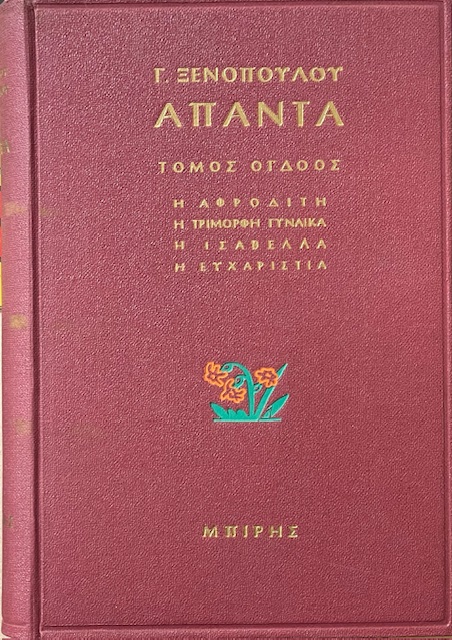 Γ. ΞΕΝΟΠΟΥΛΟΥ
ΑΠΑΝΤΑ
ΤΟΜΟΣ ΟΓΔΟΟΣ
Η ΑΦΡΟΔΙΤΗ
Η ΤΡΙΜΟΡΦΗ ΓΥΝΑΙΚΑ
Η ΙΣΑΒΕΛΛΑ
Η ΕΥΧΑΡΙΣΤΙΑ
ΜΠΙΡΗΣ